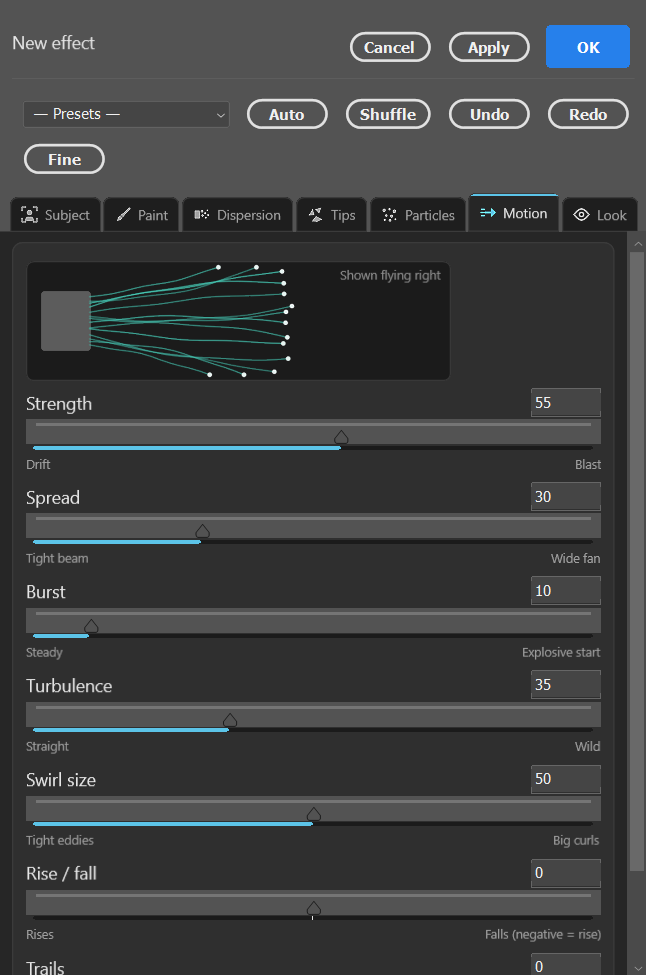 New effect
Cancel
Apply
OK
— Presets —
Auto
Shuffle
Undo
Redo
Fine
Subject
Paint
Dispersion
Tips
Particles
Motion
Look
Shown flying right
Strength
55
Drift
Blast
Spread
30
Tight beam
Wide fan
Burst
10
Steady
Explosive start
Turbulence
35
Straight
Wild
Swirl size
50
Tight eddies
Big curls
Rise / fall
0
Rises
Falls (negative = rise)
Trails
0